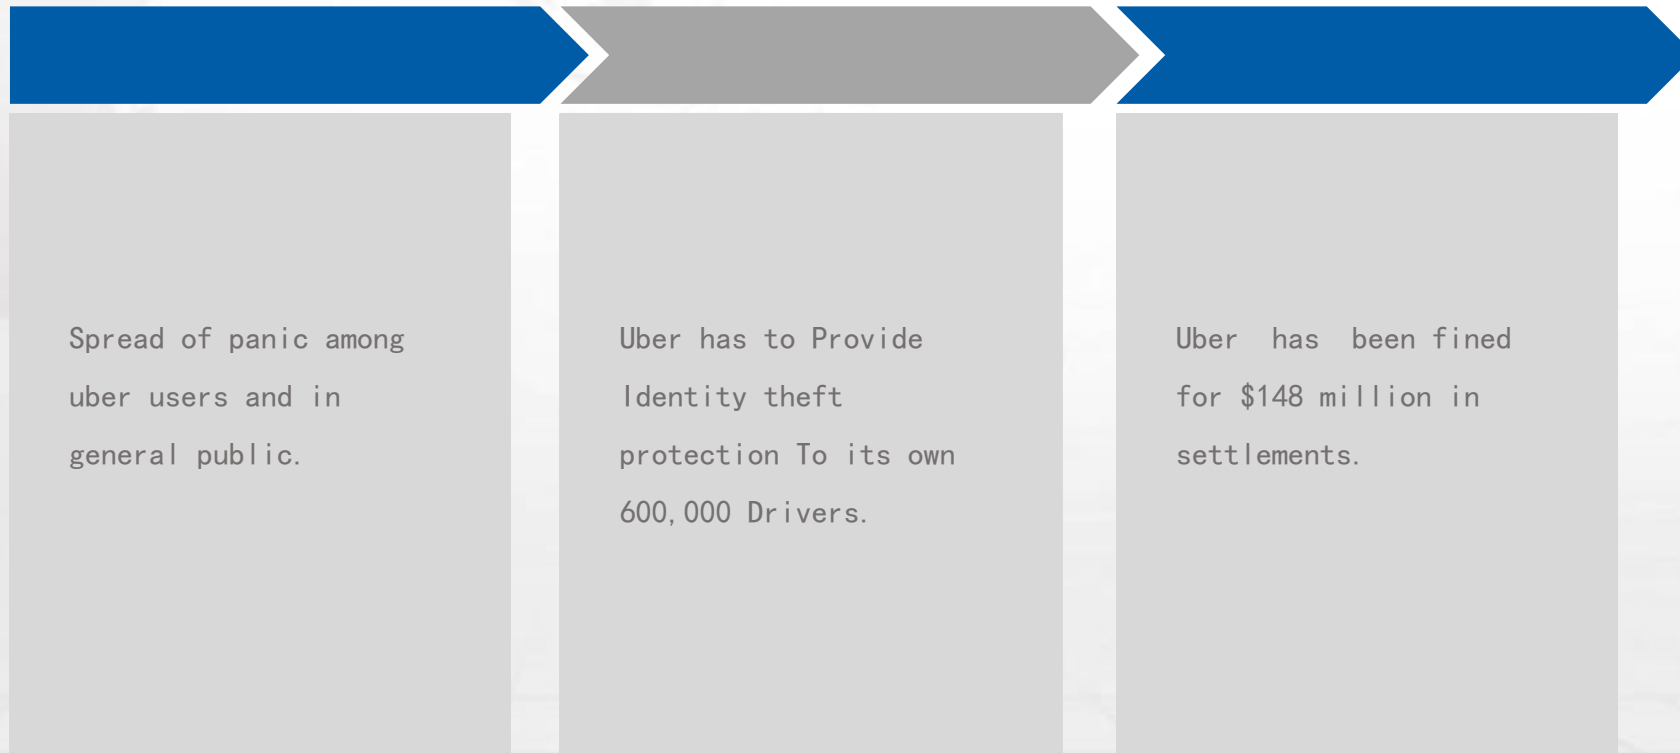 Spread of panic among
uber users and in
general public.
Uber has to Provide
Identity theft
protection To its own
600,000 Drivers.
Uber has been fined
for $148 million in
settlements.